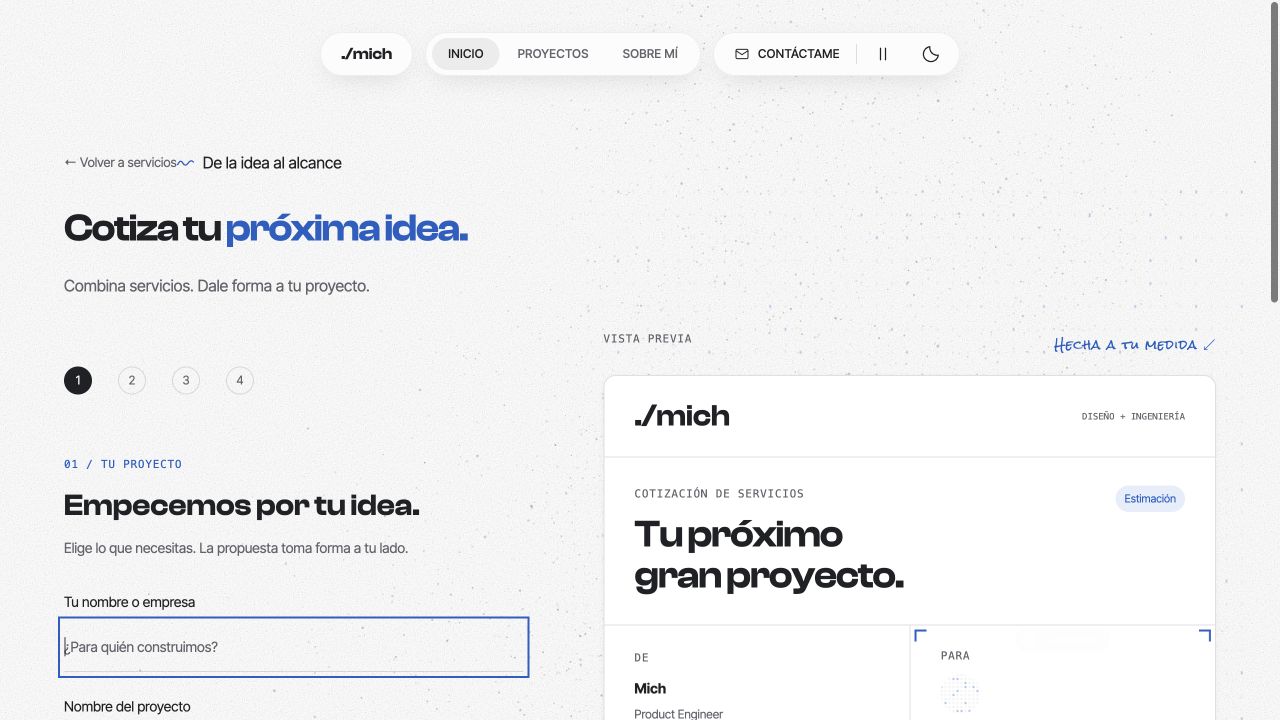 ./mich
INICIO
PROYECTOS
SOBRE MÍ
CONTÁCTAME
← Volver a servicios
De la idea al alcance
Cotiza tu próxima idea.
Combina servicios. Dale forma a tu proyecto.
1 2 3 4
01 / TU PROYECTO
Empecemos por tu idea.
Elige lo que necesitas. La propuesta toma forma a tu lado.
Tu nombre o empresa
¿Para quién construimos?
Nombre del proyecto
VISTA PREVIA
HECHA A TU MEDIDA ↙
./mich
DISEÑO + INGENIERÍA
COTIZACIÓN DE SERVICIOS
Estimación
Tu próximo
gran proyecto.
DE
Mich
Product Engineer
PARA